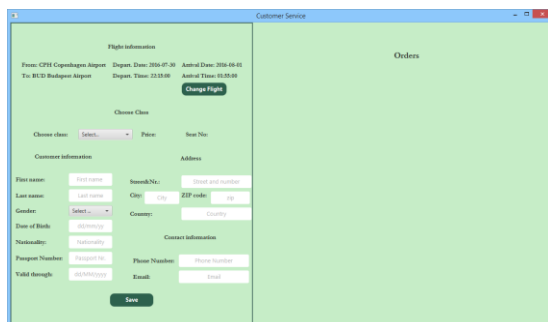 Customer Service
Flight information
From: CPH Copenhagen Airport Depart. Date: 2016-07-30 Arrival Date: 2016-08-01
To: BUD Budapest Airport Depart. Time: 22:15:00 Arrival Time: 01:55:00
Change Flight
Choose Class
Choose class: Select.. Price: Seat No:
Customer information Address
First name: First name Street&Nr.: Street and number
Last name: Last name City: City ZIP code: zip
Gender: Select .. Country: Country
Date of Birth: dd/mm/yy
Nationality: Nationality Contact information
Passport Number: Passport Nr. Phone Number: Phone Number
Valid through: dd/MM/yyyy Email: Email
Save
Orders